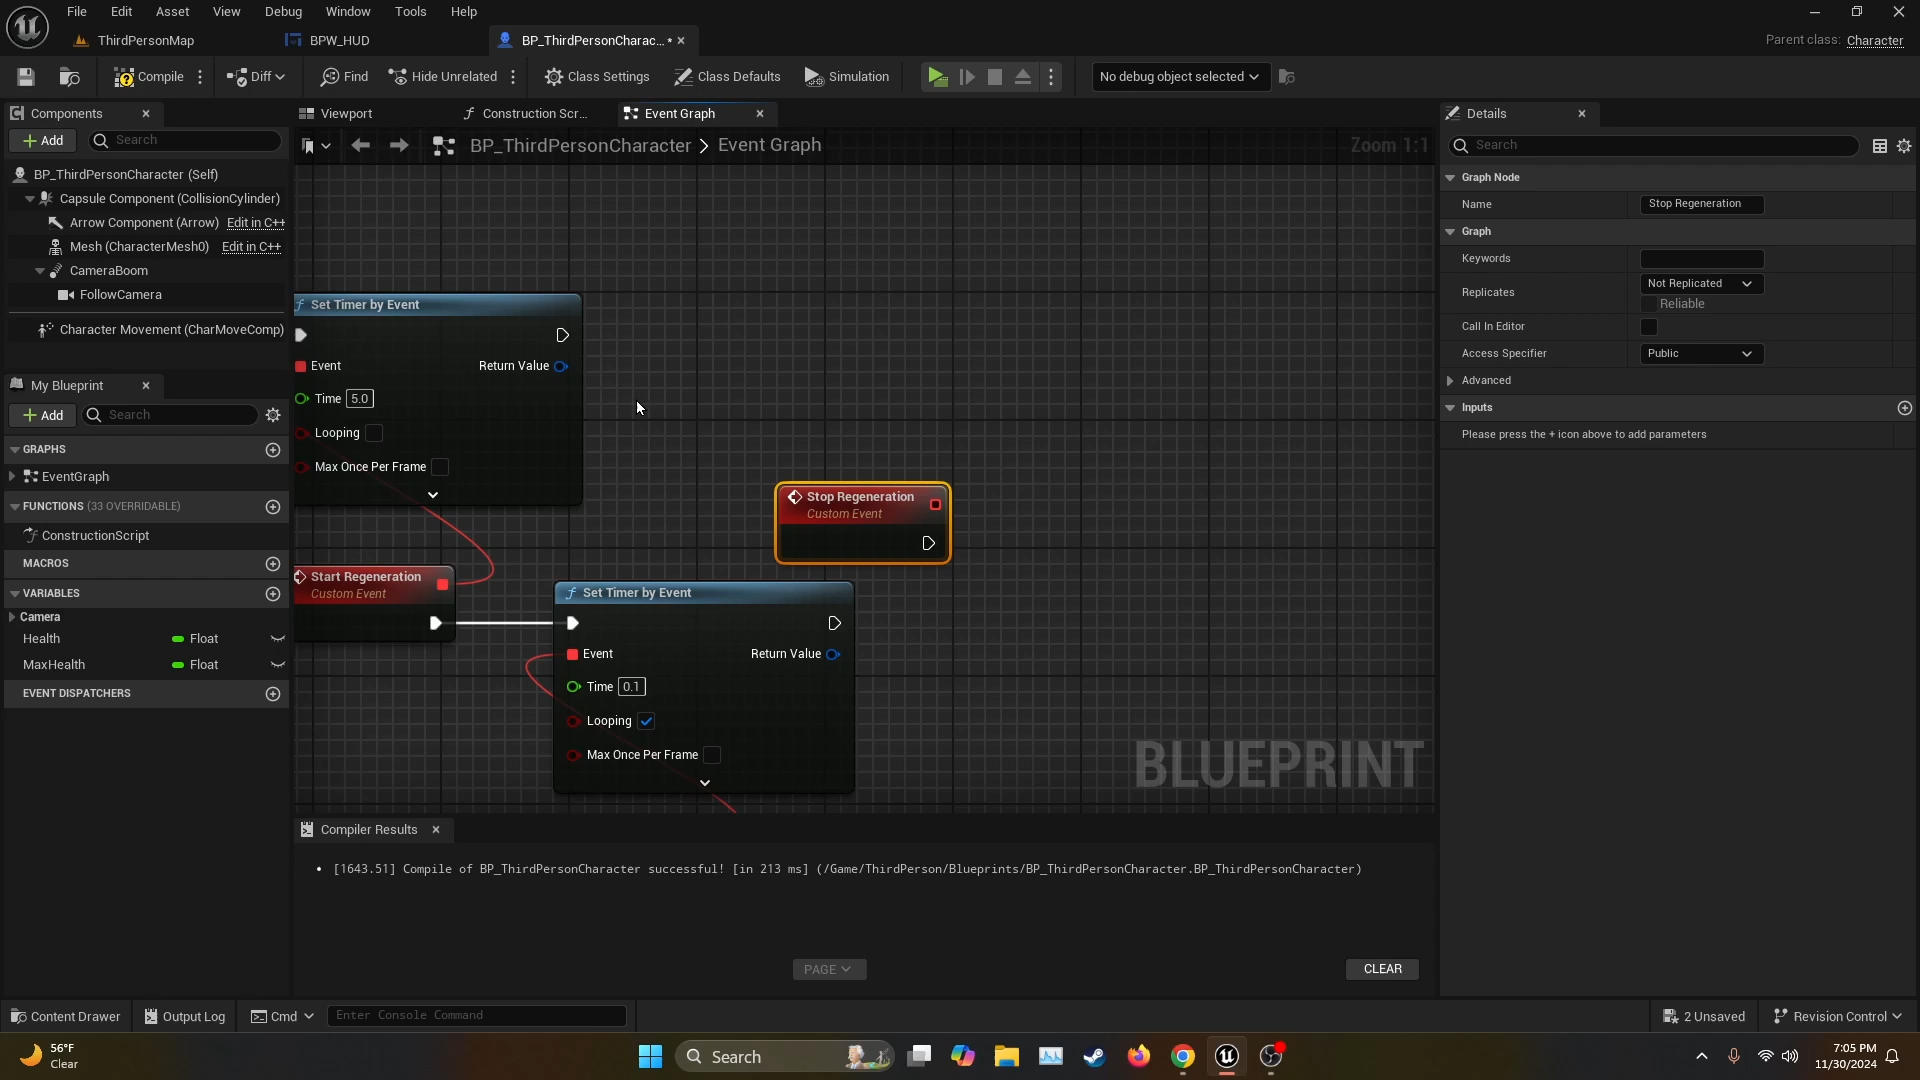 File Edit Asset View Debug Window Tools Help
ThirdPersonMap BPW_HUD BP_ThirdPersonCharac... *
Parent class: Character
Compile Diff Find Hide Unrelated Class Settings Class Defaults Simulation No debug object selected
Components
Add Search
BP_ThirdPersonCharacter (Self)
Capsule Component (CollisionCylinder)
Arrow Component (Arrow) Edit in C++
Mesh (CharacterMesh0) Edit in C++
CameraBoom
FollowCamera
Character Movement (CharMoveComp)
My Blueprint
Add Search
GRAPHS
EventGraph
FUNCTIONS (33 OVERRIDABLE)
ConstructionScript
MACROS
VARIABLES
Camera
Health Float
MaxHealth Float
EVENT DISPATCHERS
Viewport Construction Scr... Event Graph
BP_ThirdPersonCharacter > Event Graph
Zoom 1:1
Set Timer by Event
Event Return Value
Time 5.0
Looping
Max Once Per Frame
Stop Regeneration
Custom Event
Start Regeneration
Custom Event
Set Timer by Event
Event Return Value
Time 0.1
Looping
Max Once Per Frame
BLUEPRINT
Compiler Results
[1643.51] Compile of BP_ThirdPersonCharacter successful! [in 213 ms] (/Game/ThirdPerson/Blueprints/BP_ThirdPersonCharacter.BP_ThirdPersonCharacter)
PAGE
CLEAR
Details
Search
Graph Node
Name Stop Regeneration
Graph
Keywords
Replicates Not Replicated
Reliable
Call In Editor
Access Specifier Public
Advanced
Inputs
Please press the + icon above to add parameters
Content Drawer Output Log Cmd Enter Console Command 2 Unsaved Revision Control
56°F
Clear
Search
7:05 PM
11/30/2024